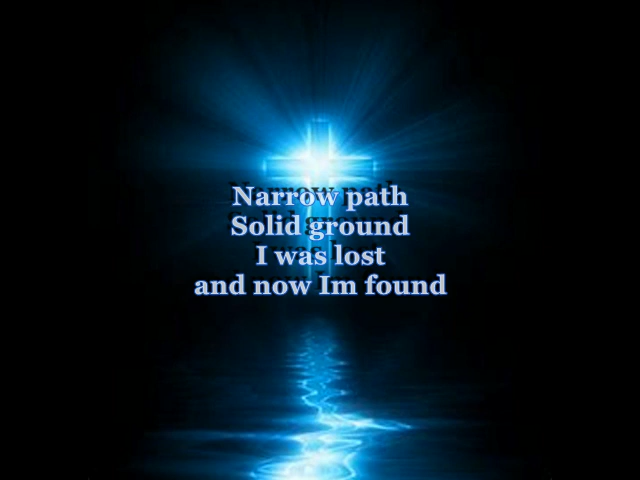 Narrow path
Solid ground
I was lost
and now Im found